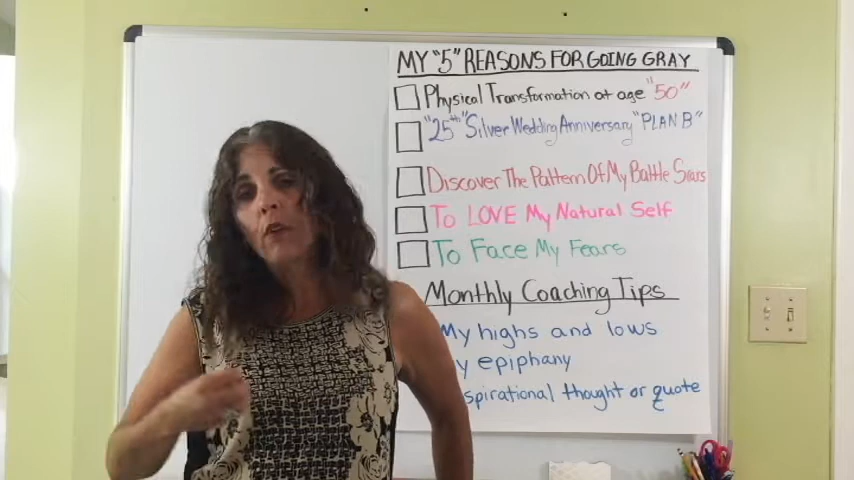 MY "5" REASONS FOR GOING GRAY
Physical Transformation at age "50"
"25th" Silver Wedding Anniversary "PLAN B"
Discover The Pattern Of My Battle Scars
To LOVE My Natural Self
To Face My Fears
Monthly Coaching Tips
My highs and lows
y epiphany
spirational thought or quote